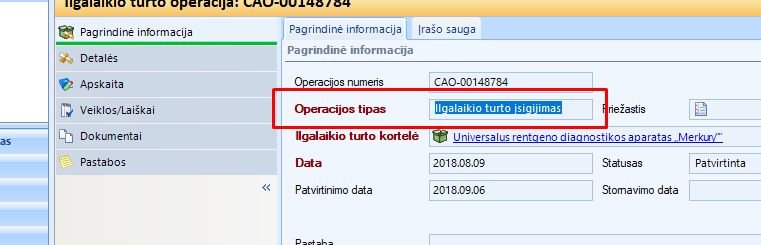 Ilgalaikio turto operacija: CAO-00148784
Pagrindinė informacija
Detalės
Apskaita
Veiklos/Laiškai
Dokumentai
Pastabos
as
Pagrindinė informacija Įrašo sauga
Pagrindinė informacija
Operacijos numeris CAO-00148784
Operacijos tipas Ilgalaikio turto įsigijimas Priežastis
Ilgalaikio turto kortelė Universalus rentgeno diagnostikos aparatas „Merkury'"
Data 2018.08.09 Statusas Patvirtinta
Patvirtinimo data 2018.09.06 Stornavimo data
Pastaba